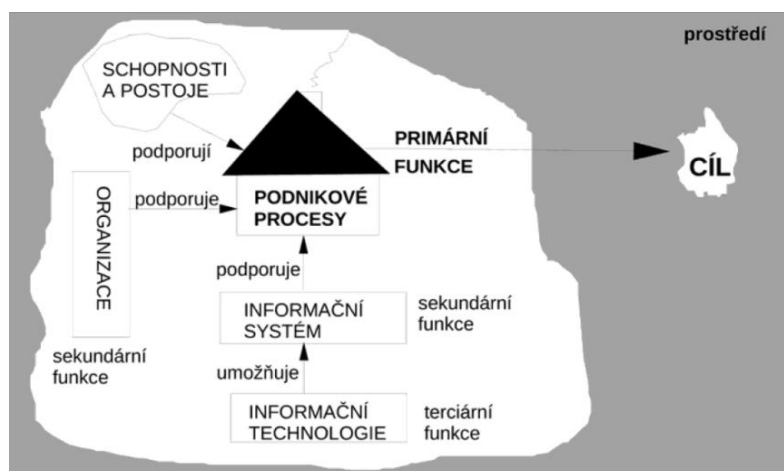 prostředí
SCHOPNOSTI
A POSTOJE
podporují
PRIMÁRNÍ
FUNKCE
CÍL
ORGANIZACE
podporuje
PODNIKOVÉ
PROCESY
podporuje
INFORMAČNÍ
SYSTÉM
sekundární
funkce
sekundární
funkce
umožňuje
INFORMAČNÍ
TECHNOLOGIE
terciární
funkce